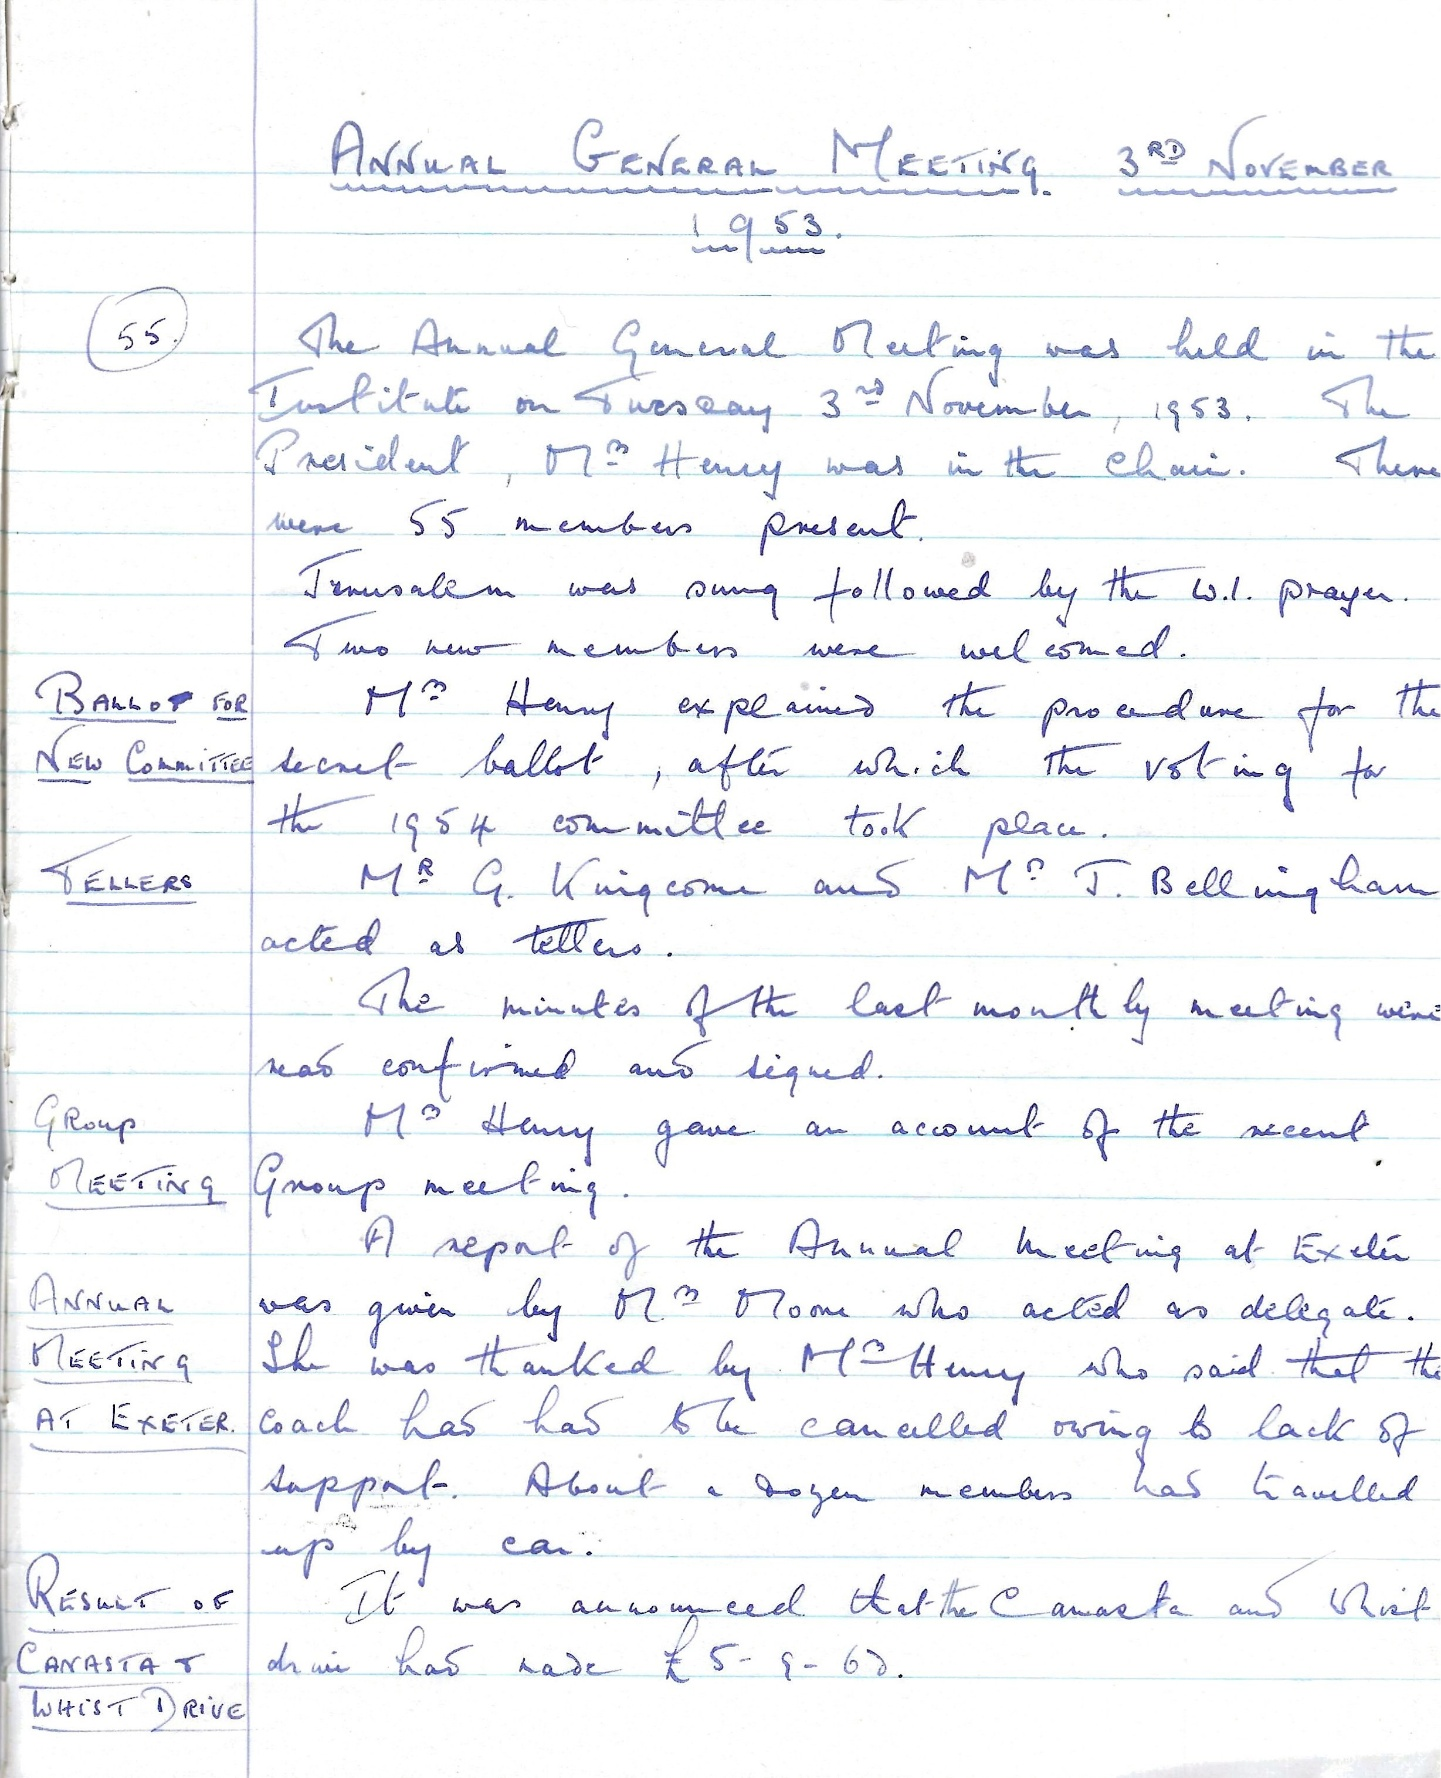 ANNUAL GENERAL MEETING. 3RD NOVEMBER
1953.
55.
The Annual General Meeting was held in the
Institute on Tuesday 3rd November, 1953. The
President, Mrs Henry was in the Chair. There
were 55 members present.
Jerusalem was sung followed by the W.I. prayer.
Two new members were welcomed.
BALLOT FOR
NEW COMMITTEE
Mrs Henry explained the procedure for the
secret ballot, after which the voting for
the 1954 committee took place.
TELLERS
MR G. Kingcome and Mr J. Bellingham
acted as tellers.
The minutes of the last monthly meeting were
read confirmed and signed.
GROUP
MEETING
Mrs Henry gave an account of the recent
Group meeting.
ANNUAL
MEETING
AT EXETER.
A report of the Annual Meeting at Exeter
was given by Mrs Moore who acted as delegate.
She was thanked by Mrs Henry who said that the
coach had had to be cancelled owing to lack of
support. About a dozen members had travelled
up by car.
RESULT OF
CANASTA &
WHIST DRIVE
It was announced that the Canasta and Whist
drive had made £5-9-6d.